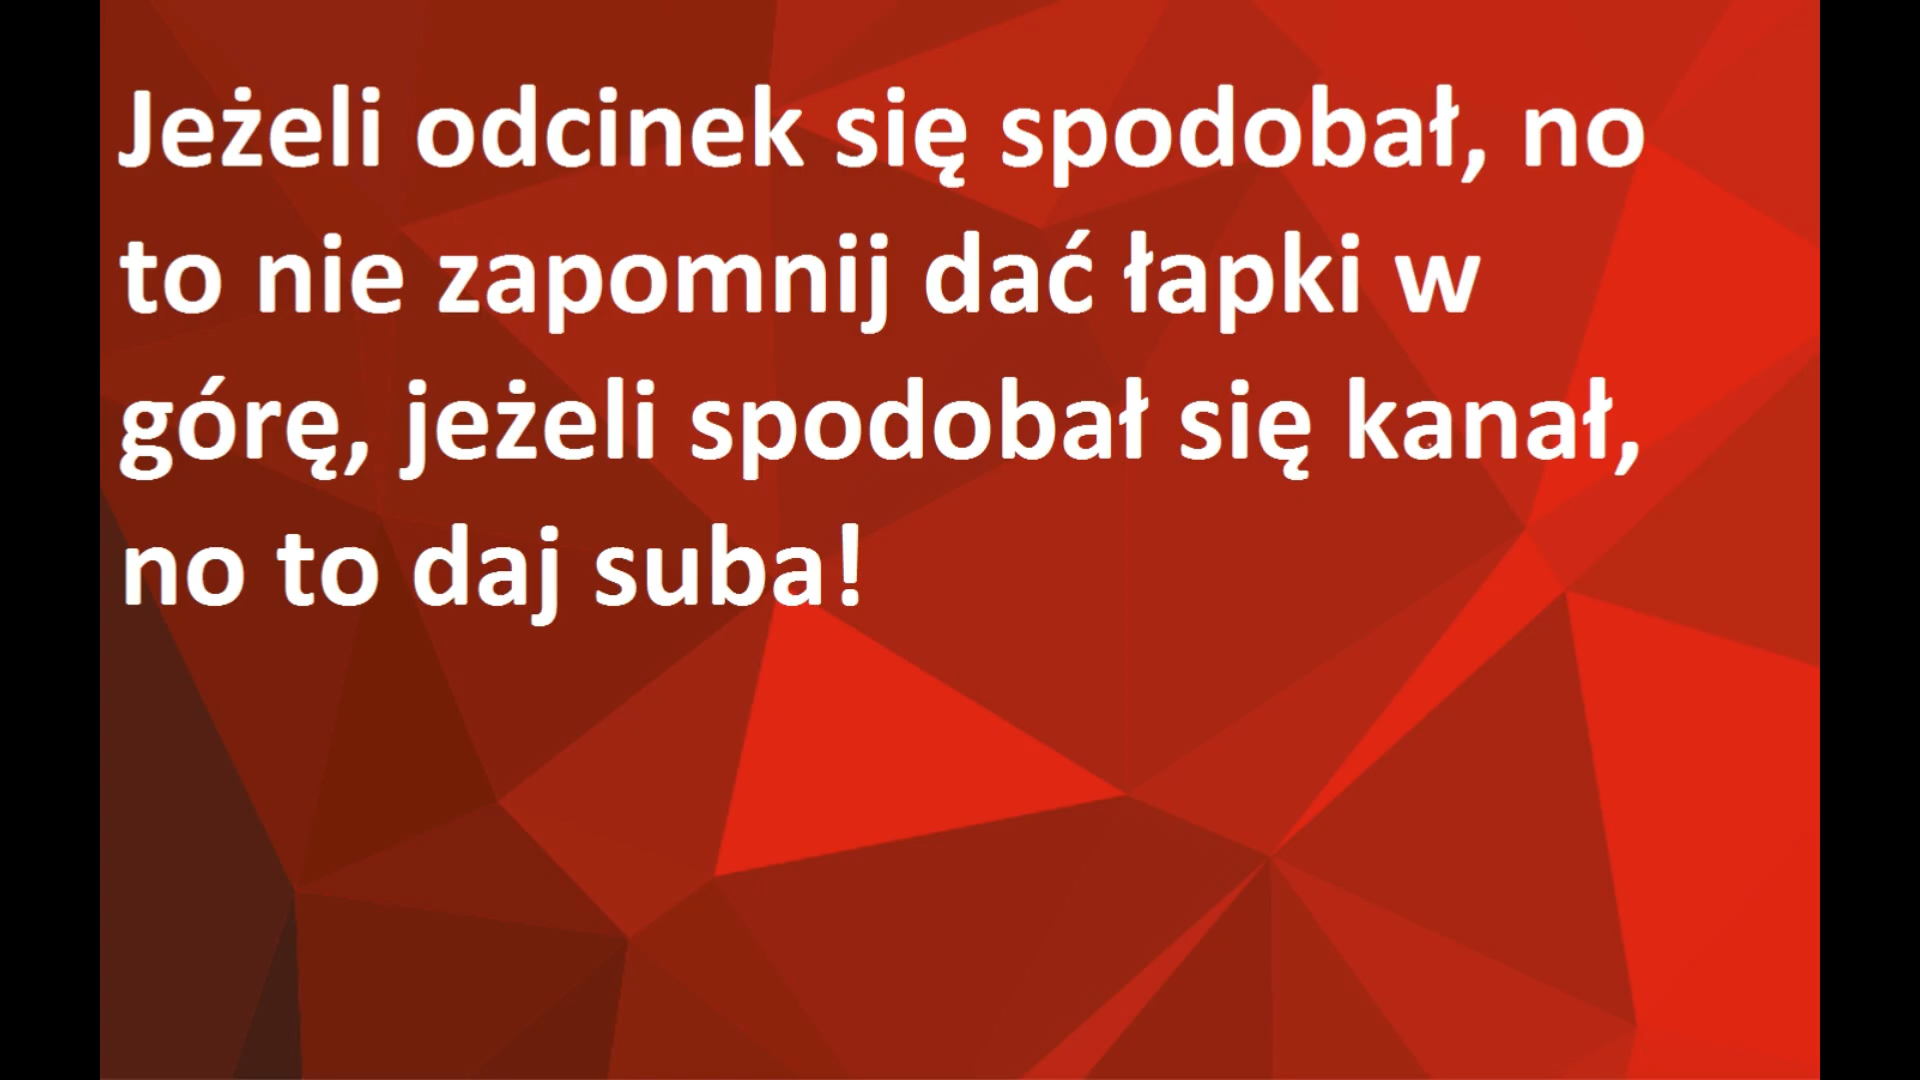 Jeżeli odcinek się spodobał, no
to nie zapomnij dać łapki w
górę, jeżeli spodobał się kanał,
no to daj suba!